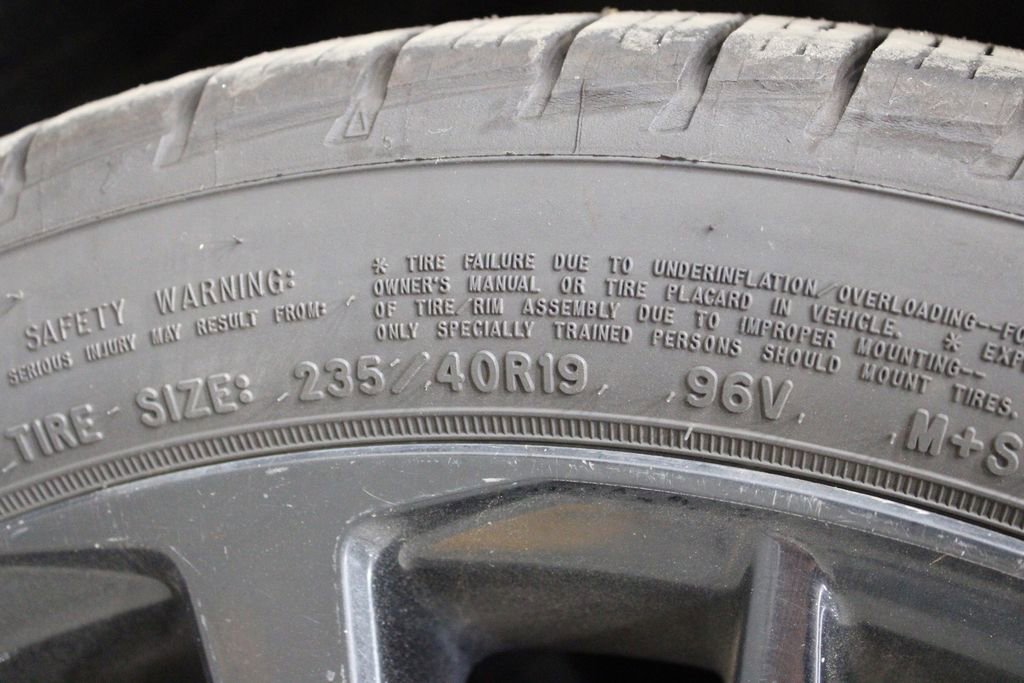 SAFETY WARNING:
SERIOUS INJURY MAY RESULT FROM:
* TIRE FAILURE DUE TO UNDERINFLATION/OVERLOADING--FO
OWNER'S MANUAL OR TIRE PLACARD IN VEHICLE. * EXP
OF TIRE/RIM ASSEMBLY DUE TO IMPROPER MOUNTING--
ONLY SPECIALLY TRAINED PERSONS SHOULD MOUNT TIRES.
TIRE SIZE: 235/40R19 96V M+S